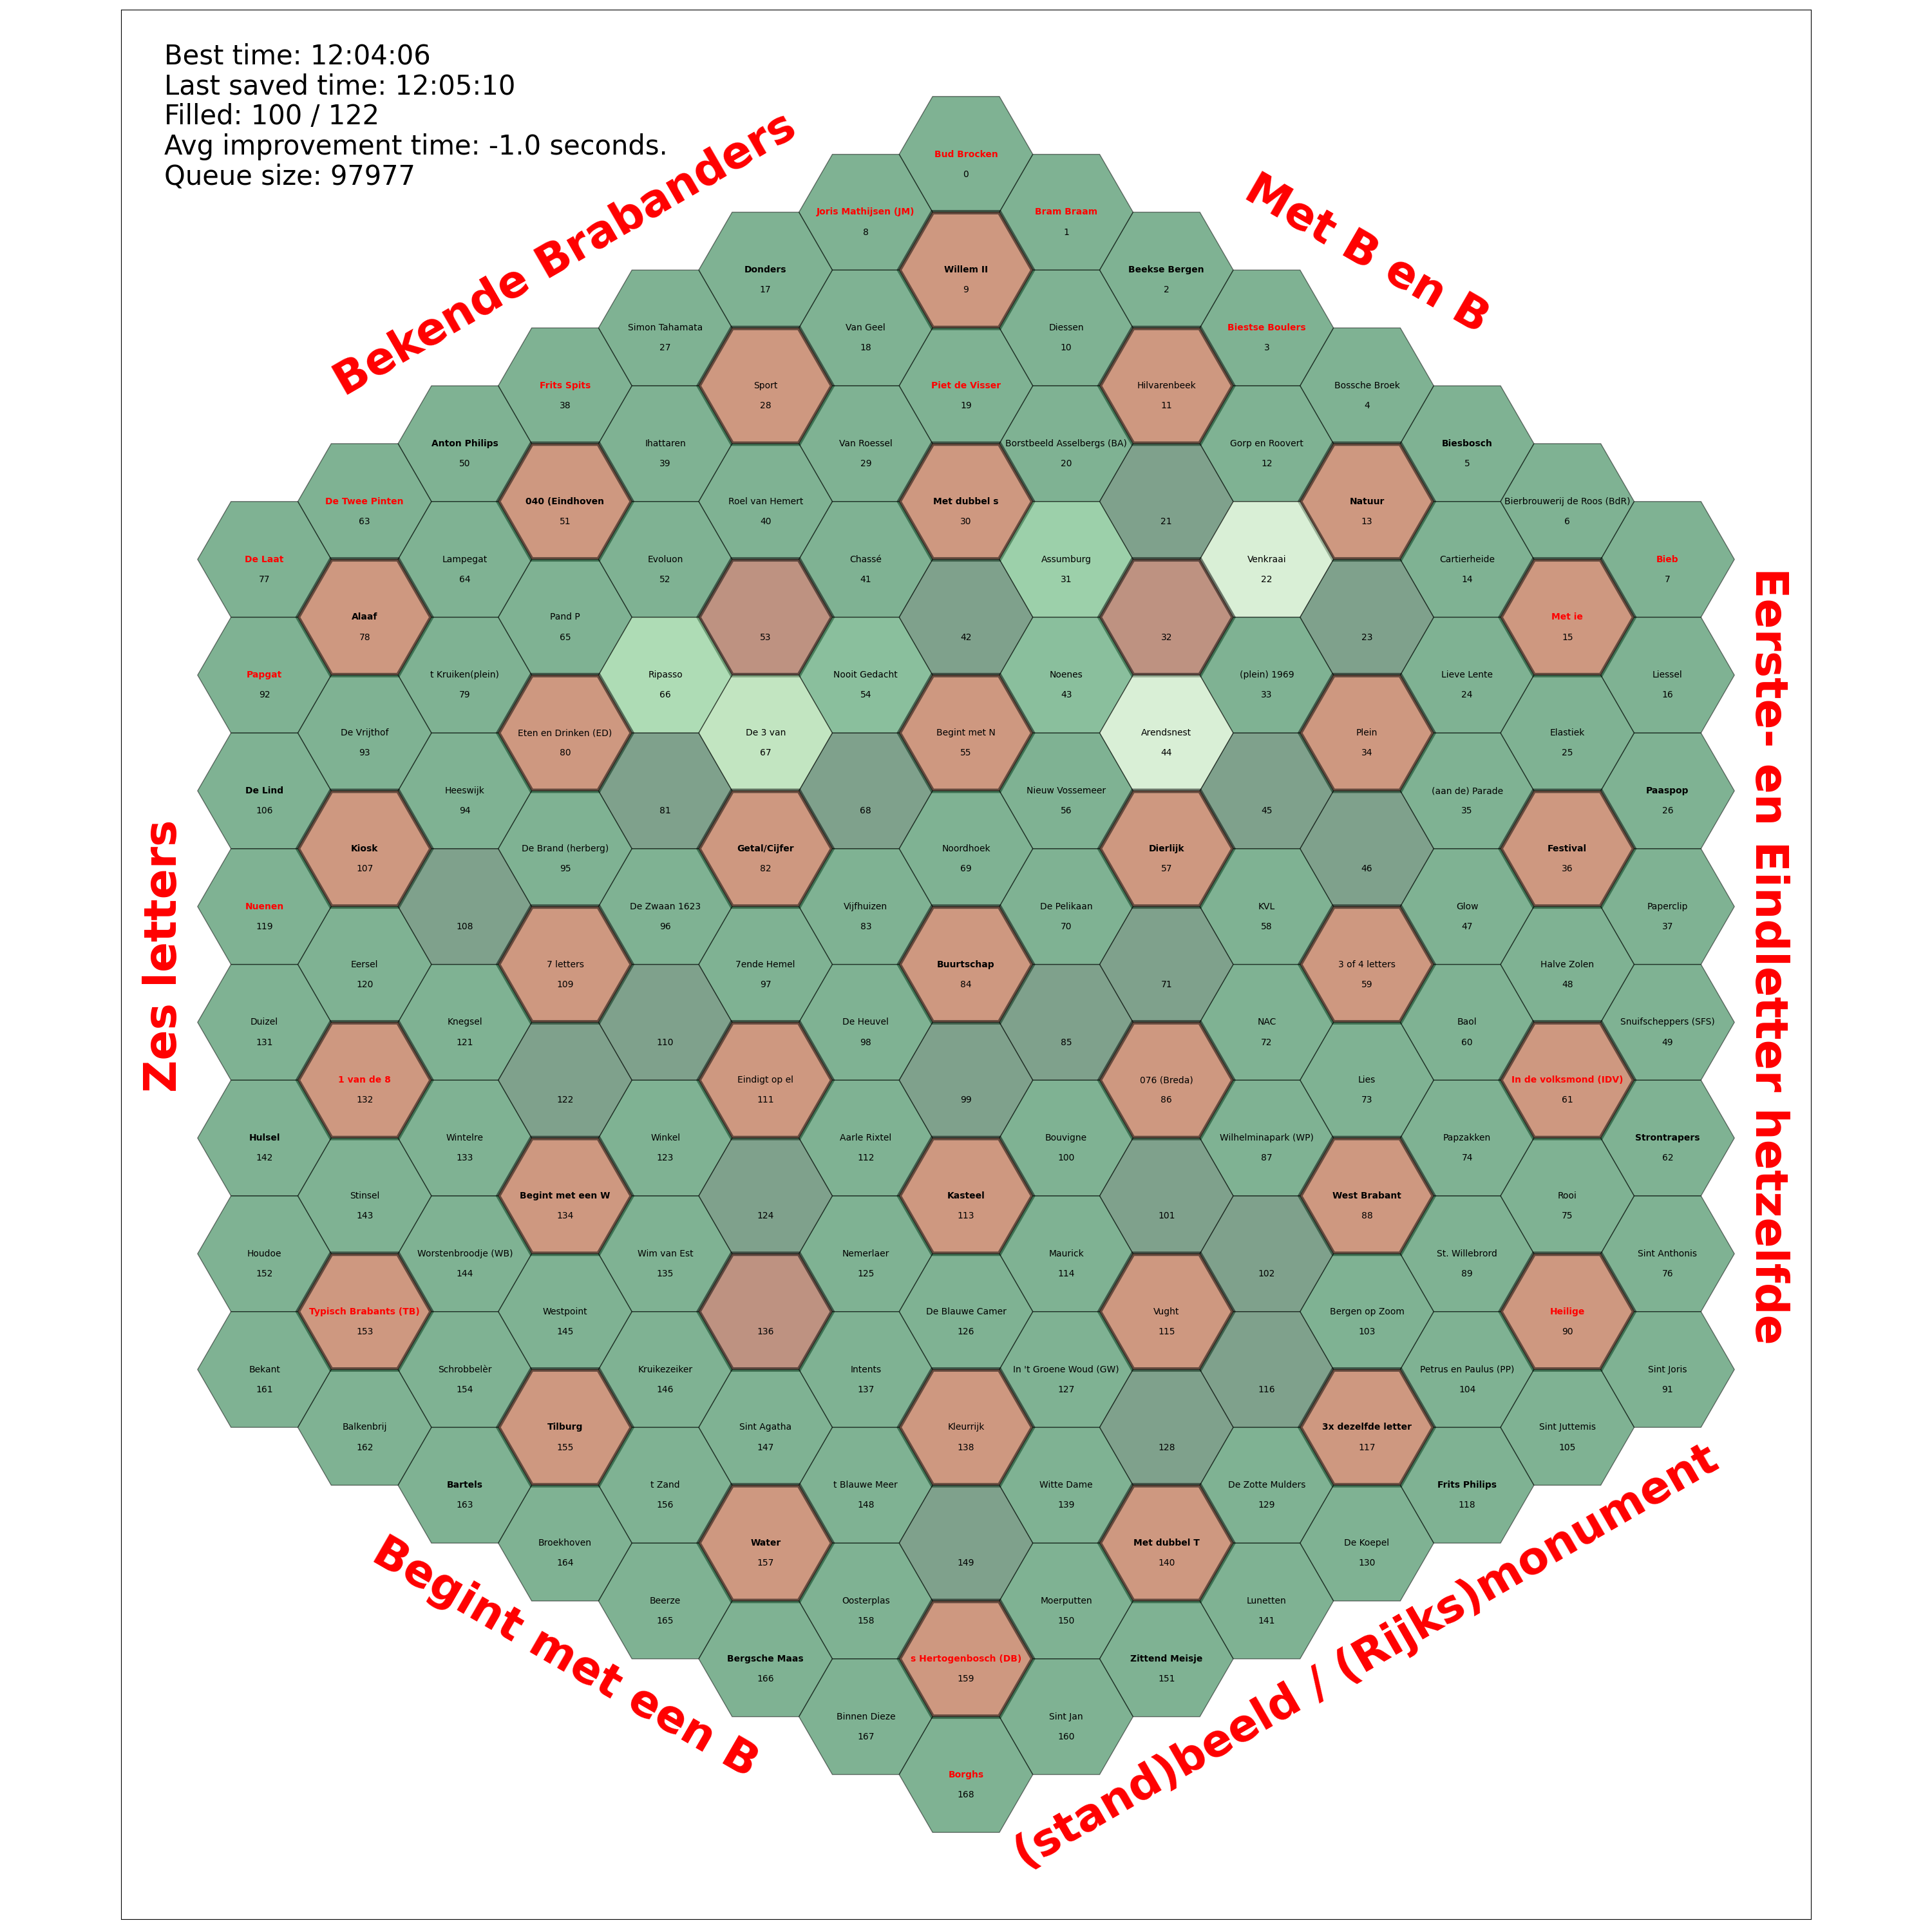 Best time: 12:04:06
Last saved time: 12:05:10
Filled: 100 / 122
Avg improvement time: -1.0 seconds.
Queue size: 97977
Bekende Brabanders
Met B en B
Eerste- en Eindletter hetzelfde
Zes letters
Begint met een B
(stand)beeld / (Rijks)monument
Bud Brocken
0
Bram Braam
1
Beekse Bergen
2
Biestse Boulers
3
Bossche Broek
4
Biesbosch
5
Bierbrouwerij de Roos (BdR)
6
Bieb
7
Joris Mathijsen (JM)
8
Willem II
9
Diessen
10
Hilvarenbeek
11
Gorp en Roovert
12
Natuur
13
Cartierheide
14
Met ie
15
Liessel
16
Donders
17
Van Geel
18
Piet de Visser
19
Borstbeeld Asselbergs (BA)
20
21
Venkraai
22
23
Lieve Lente
24
Elastiek
25
Paaspop
26
Simon Tahamata
27
Sport
28
Van Roessel
29
Met dubbel s
30
Assumburg
31
32
(plein) 1969
33
Plein
34
(aan de) Parade
35
Festival
36
Paperclip
37
Frits Spits
38
Ihattaren
39
Roel van Hemert
40
Chassé
41
42
Noenes
43
Arendsnest
44
45
46
Glow
47
Halve Zolen
48
Snuifscheppers (SFS)
49
Anton Philips
50
040 (Eindhoven
51
Evoluon
52
53
Nooit Gedacht
54
Begint met N
55
Nieuw Vossemeer
56
Dierlijk
57
KVL
58
3 of 4 letters
59
Baol
60
In de volksmond (IDV)
61
Strontrapers
62
De Twee Pinten
63
Lampegat
64
Pand P
65
Ripasso
66
De 3 van
67
68
Noordhoek
69
De Pelikaan
70
71
NAC
72
Lies
73
Papzakken
74
Rooi
75
Sint Anthonis
76
De Laat
77
Alaaf
78
t Kruiken(plein)
79
Eten en Drinken (ED)
80
81
Getal/Cijfer
82
Vijfhuizen
83
Buurtschap
84
85
076 (Breda)
86
Wilhelminapark (WP)
87
West Brabant
88
St. Willebrord
89
Heilige
90
Sint Joris
91
Papgat
92
De Vrijthof
93
Heeswijk
94
De Brand (herberg)
95
De Zwaan 1623
96
7ende Hemel
97
De Heuvel
98
99
Bouvigne
100
101
102
Bergen op Zoom
103
Petrus en Paulus (PP)
104
Sint Juttemis
105
De Lind
106
Kiosk
107
108
7 letters
109
110
Eindigt op el
111
Aarle Rixtel
112
Kasteel
113
Maurick
114
Vught
115
116
3x dezelfde letter
117
Frits Philips
118
Nuenen
119
Eersel
120
Knegsel
121
122
Winkel
123
124
Nemerlaer
125
De Blauwe Camer
126
In 't Groene Woud (GW)
127
128
De Zotte Mulders
129
De Koepel
130
Duizel
131
1 van de 8
132
Wintelre
133
Begint met een W
134
Wim van Est
135
136
Intents
137
Kleurrijk
138
Witte Dame
139
Met dubbel T
140
Lunetten
141
Hulsel
142
Stinsel
143
Worstenbroodje (WB)
144
Westpoint
145
Kruikezeiker
146
Sint Agatha
147
t Blauwe Meer
148
149
Moerputten
150
Zittend Meisje
151
Houdoe
152
Typisch Brabants (TB)
153
Schrobbelèr
154
Tilburg
155
t Zand
156
Water
157
Oosterplas
158
s Hertogenbosch (DB)
159
Sint Jan
160
Bekant
161
Balkenbrij
162
Bartels
163
Broekhoven
164
Beerze
165
Bergsche Maas
166
Binnen Dieze
167
Borghs
168